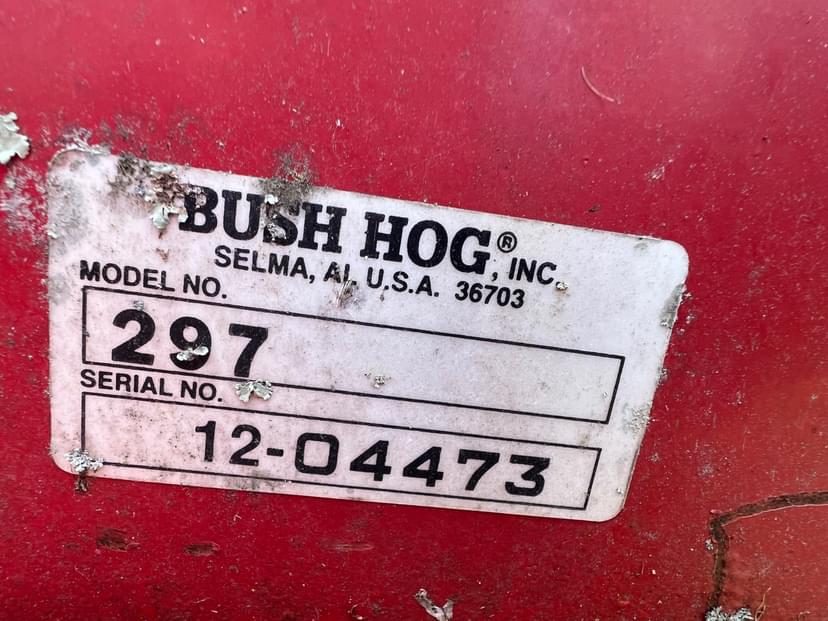 BUSH HOG®, INC.
SELMA, AL U.S.A. 36703
MODEL NO.
297
SERIAL NO.
12-04473